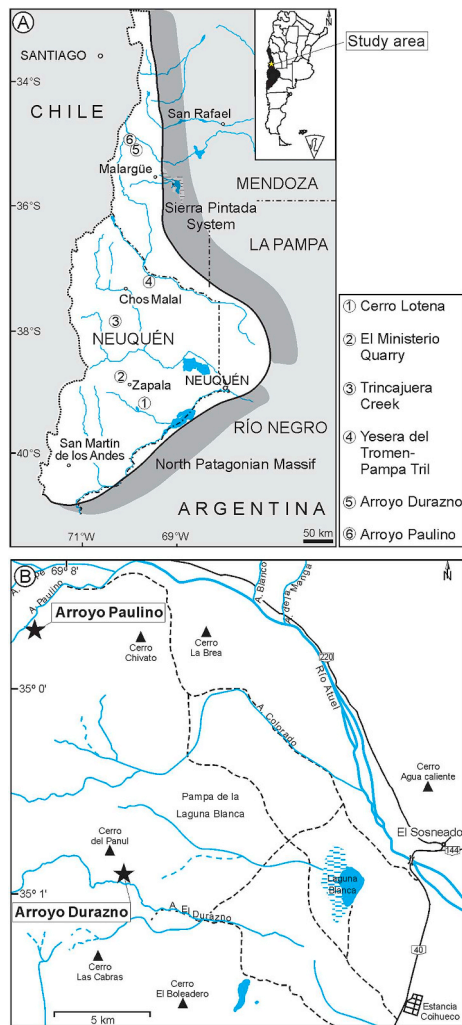 A
SANTIAGO
Study area
34°S
CHILE
San Rafael
6
5
Malargüe
MENDOZA
36°S
Sierra Pintada
System
LA PAMPA
4
Chos Malal
3
38°S
NEUQUÉN
2
Zapala
NEUQUÉN
1
RÍO NEGRO
San Martín
de los Andes
40°S
North Patagonian Massif
ARGENTINA
71°W
69°W
50 km
1 Cerro Lotena
2 El Ministerio
Quarry
3 Trincajuera
Creek
4 Yesera del
Tromen-
Pampa Tril
5 Arroyo Durazno
6 Arroyo Paulino
B
69° 8'
N
A. Paulino
A. Blanco
A. de la Manga
Arroyo Paulino
Cerro
Chivato
Cerro
La Brea
220
Río Atuel
35° 0'
A. Colorado
Cerro
Agua caliente
Pampa de la
Laguna Blanca
El Sosneado
144
Cerro
del Panul
Laguna
Blanca
35° 1'
Arroyo Durazno
A. El Durazno
40
Cerro
Las Cabras
Cerro
El Boleadero
Estancia
Coihueco
5 km